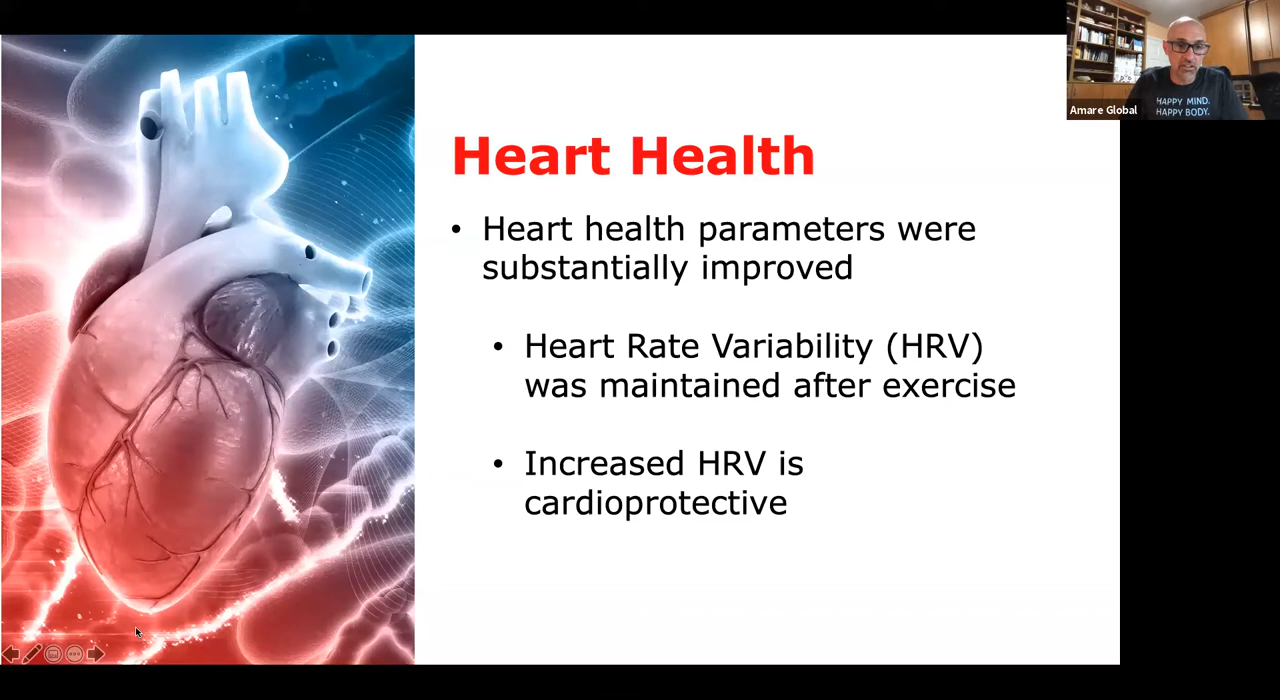 Amare Global
HAPPY MIND.
HAPPY BODY.
Heart Health
• Heart health parameters were
substantially improved
• Heart Rate Variability (HRV)
was maintained after exercise
• Increased HRV is
cardioprotective